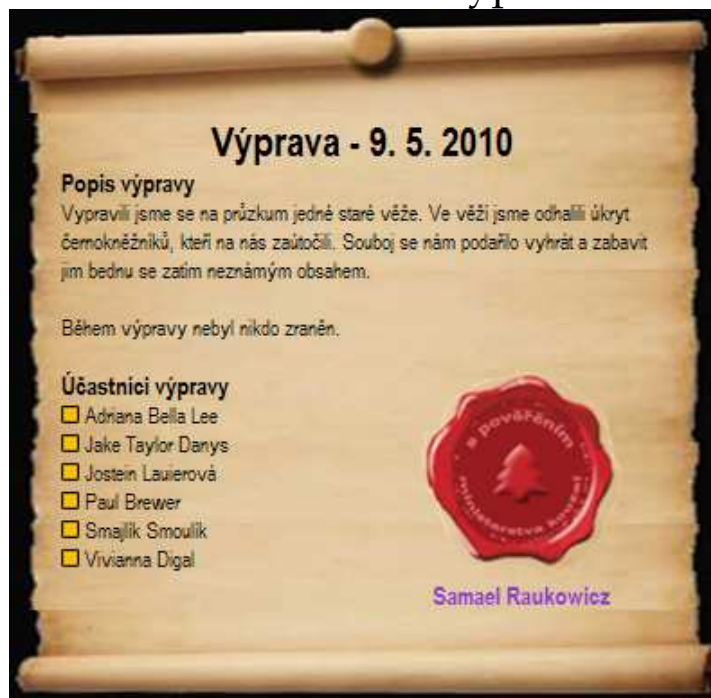 Výprava - 9. 5. 2010
Popis výpravy
Vypravili jsme se na průzkum jedné staré věže. Ve věži jsme odhalili úkryt
černokněžníků, kteří na nás zaútočili. Souboj se nám podařilo vyhrát a zabavit
jim bednu se zatím neznámým obsahem.
Během výpravy nebyl nikdo zraněn.
Účastníci výpravy
Adriana Bella Lee
Jake Taylor Danys
Jostein Lauierová
Paul Brewer
Smajlík Smoulík
Vivianna Digal
s pověřením
ministerstva kouzel
Samael Raukowicz